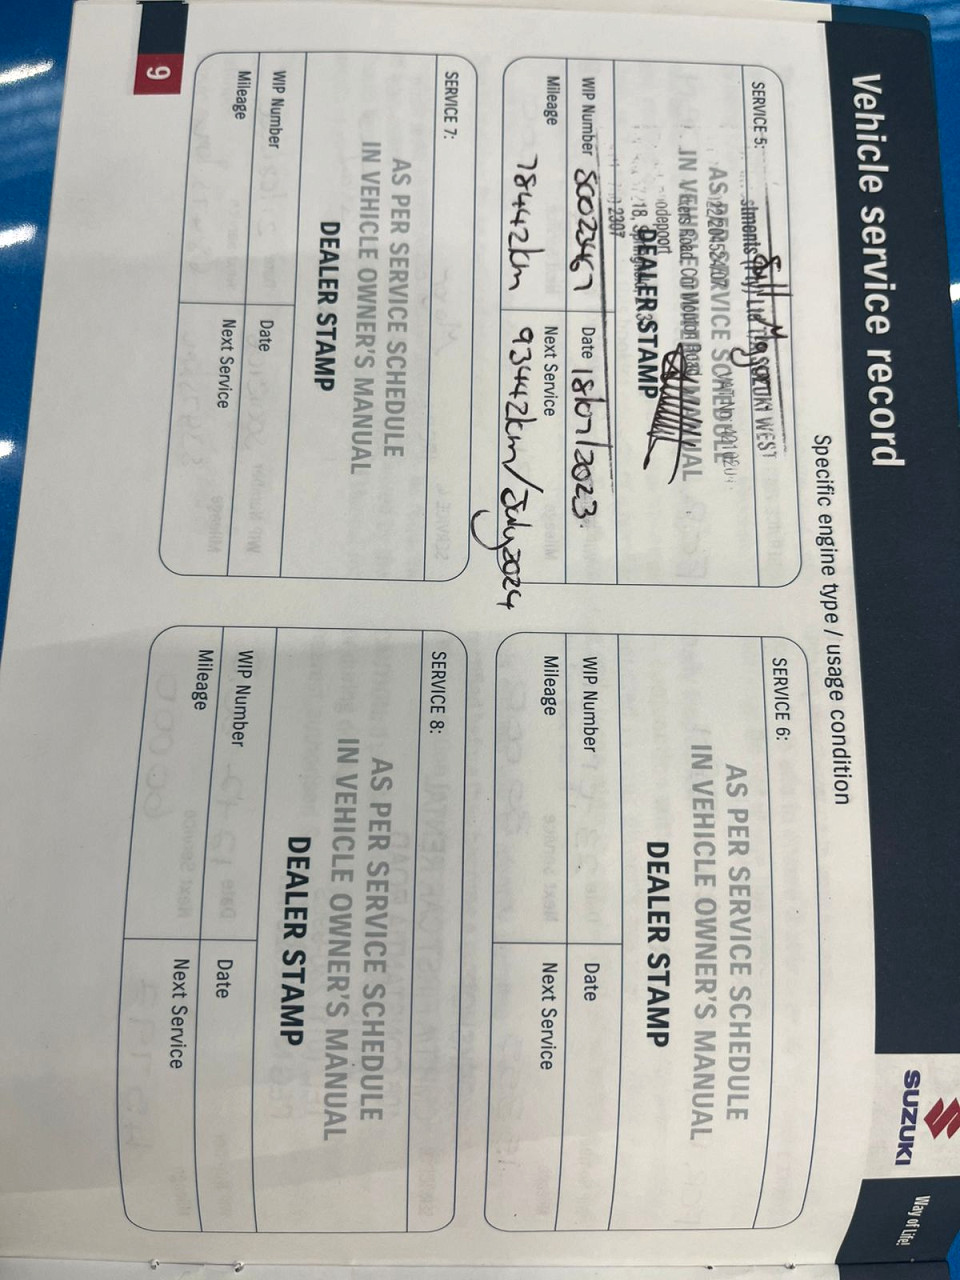 Vehicle service record
SUZUKI
Way of Life!
Specific engine type / usage condition
SERVICE 5:
SUZUKI WEST
AS PER SERVICE SCHEDULE
IN VEHICLE OWNER'S MANUAL
DEALER STAMP
WIP Number 8002367 Date 18/07/2023
Mileage 78442km Next Service 93442km/July 2024
SERVICE 6:
AS PER SERVICE SCHEDULE
IN VEHICLE OWNER'S MANUAL
DEALER STAMP
WIP Number Date
Mileage Next Service
SERVICE 7:
AS PER SERVICE SCHEDULE
IN VEHICLE OWNER'S MANUAL
DEALER STAMP
WIP Number Date
Mileage Next Service
SERVICE 8:
AS PER SERVICE SCHEDULE
IN VEHICLE OWNER'S MANUAL
DEALER STAMP
WIP Number Date
Mileage Next Service
9